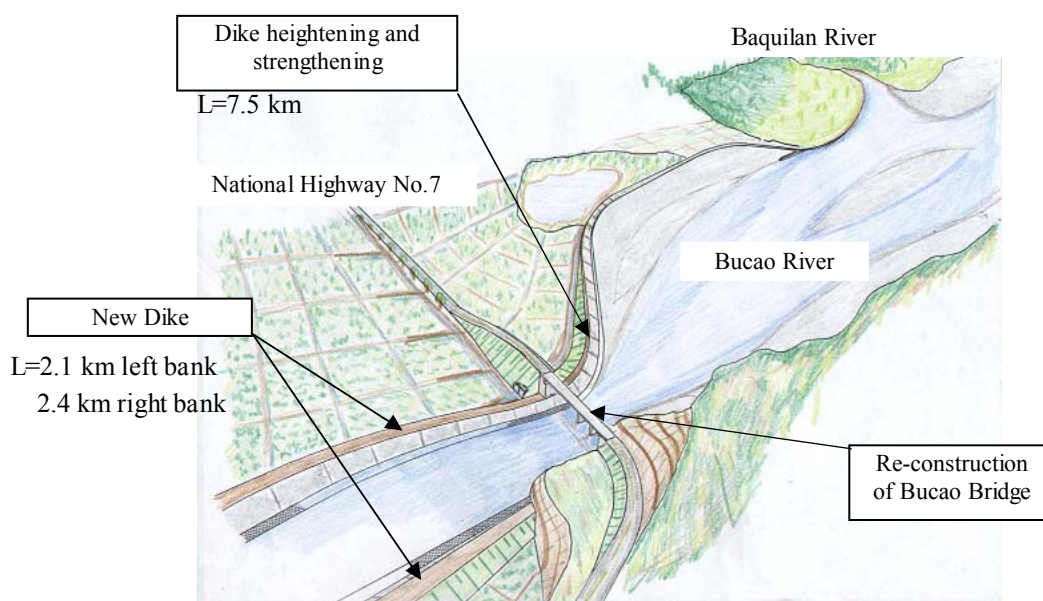 Dike heightening and
strengthening
L=7.5 km
Baquilan River
National Highway No.7
Bucao River
New Dike
L=2.1 km left bank
2.4 km right bank
Re-construction
of Bucao Bridge